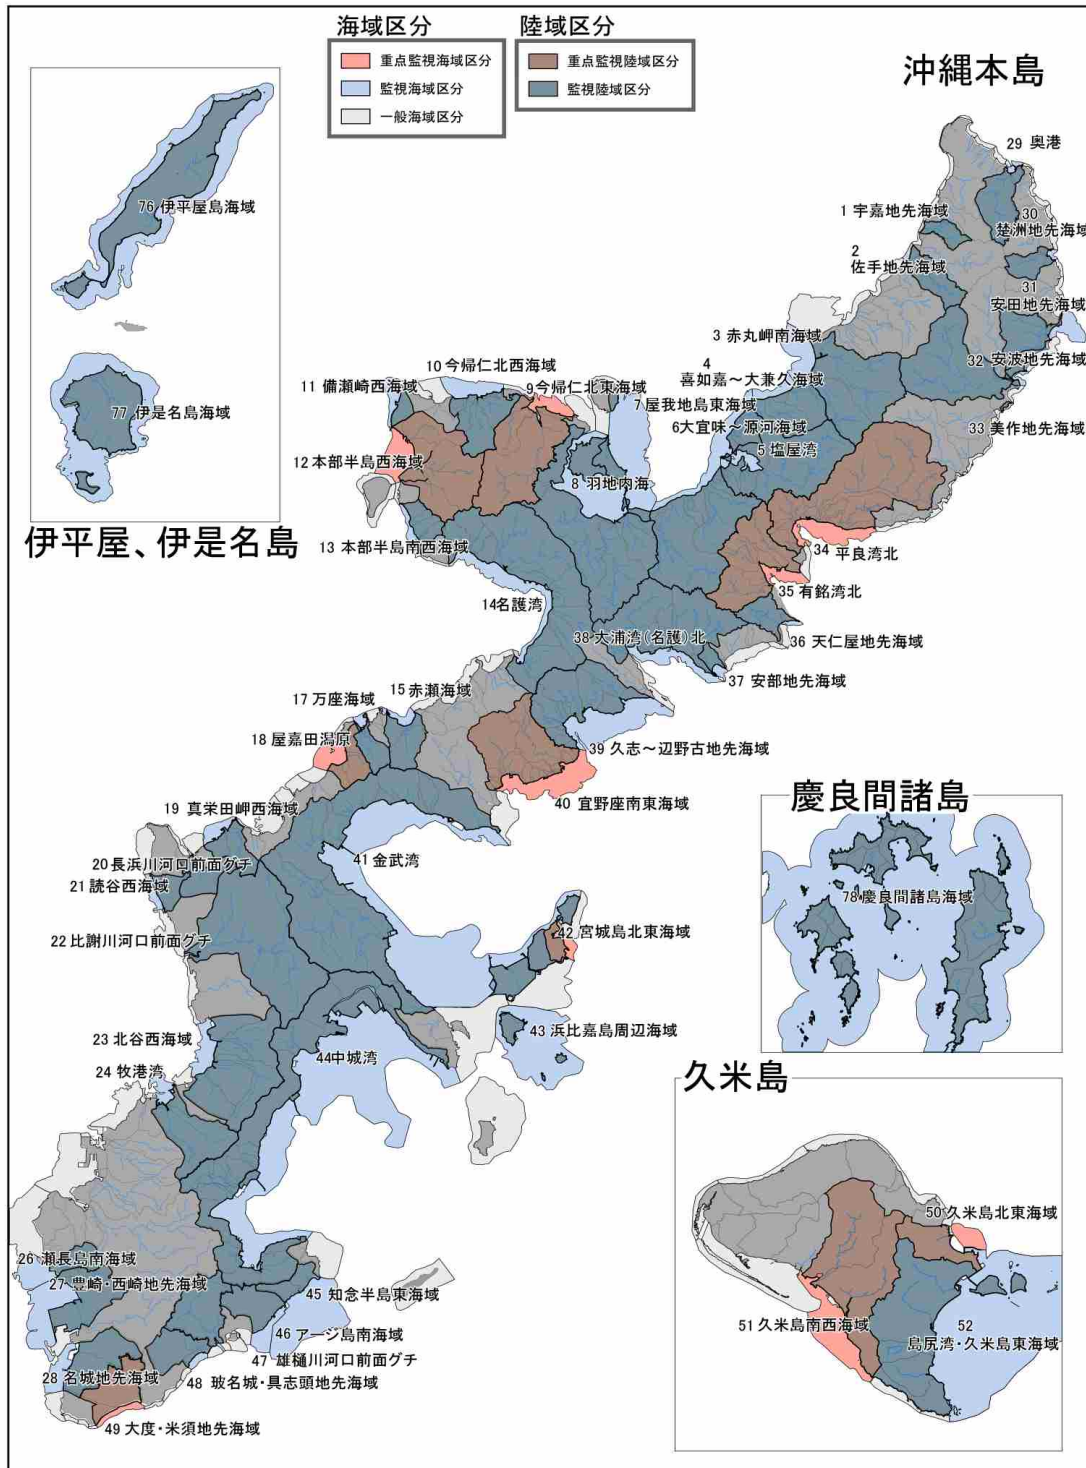 海域区分
重点監視海域区分
監視海域区分
一般海域区分
陸域区分
重点監視陸域区分
監視陸域区分
沖縄本島
29 奥港
1 宇嘉地先海域
30
楚洲地先海域
2
佐手地先海域
31
安田地先海域
3 赤丸岬南海域
32 安波地先海域
4
喜如嘉～大兼久海域
10 今帰仁北西海域
11 備瀬崎西海域
9 今帰仁北東海域
7 屋我地島東海域
6大宜味～源河海域
33 美作地先海域
5 塩屋湾
12 本部半島西海域
8 羽地内海
13 本部半島南西海域
34 平良湾北
35 有銘湾北
14名護湾
38 大浦湾(名護)北
36 天仁屋地先海域
37 安部地先海域
15 赤瀬海域
17 万座海域
18 屋嘉田潟原
39 久志～辺野古地先海域
40 宜野座南東海域
19 真栄田岬西海域
41 金武湾
20 長浜川河口前面グチ
21 読谷西海域
22 比謝川河口前面グチ
42 宮城島北東海域
43 浜比嘉島周辺海域
23 北谷西海域
44中城湾
24 牧港湾
26 瀬長島南海域
27 豊崎・西崎地先海域
45 知念半島東海域
46 アージ島南海域
47 雄樋川河口前面グチ
28 名城地先海域
48 玻名城・具志頭地先海域
49 大度・米須地先海域
76 伊平屋島海域
77 伊是名島海域
伊平屋、伊是名島
慶良間諸島
78 慶良間諸島海域
久米島
50 久米島北東海域
51 久米島南西海域
52
島尻湾・久米島東海域